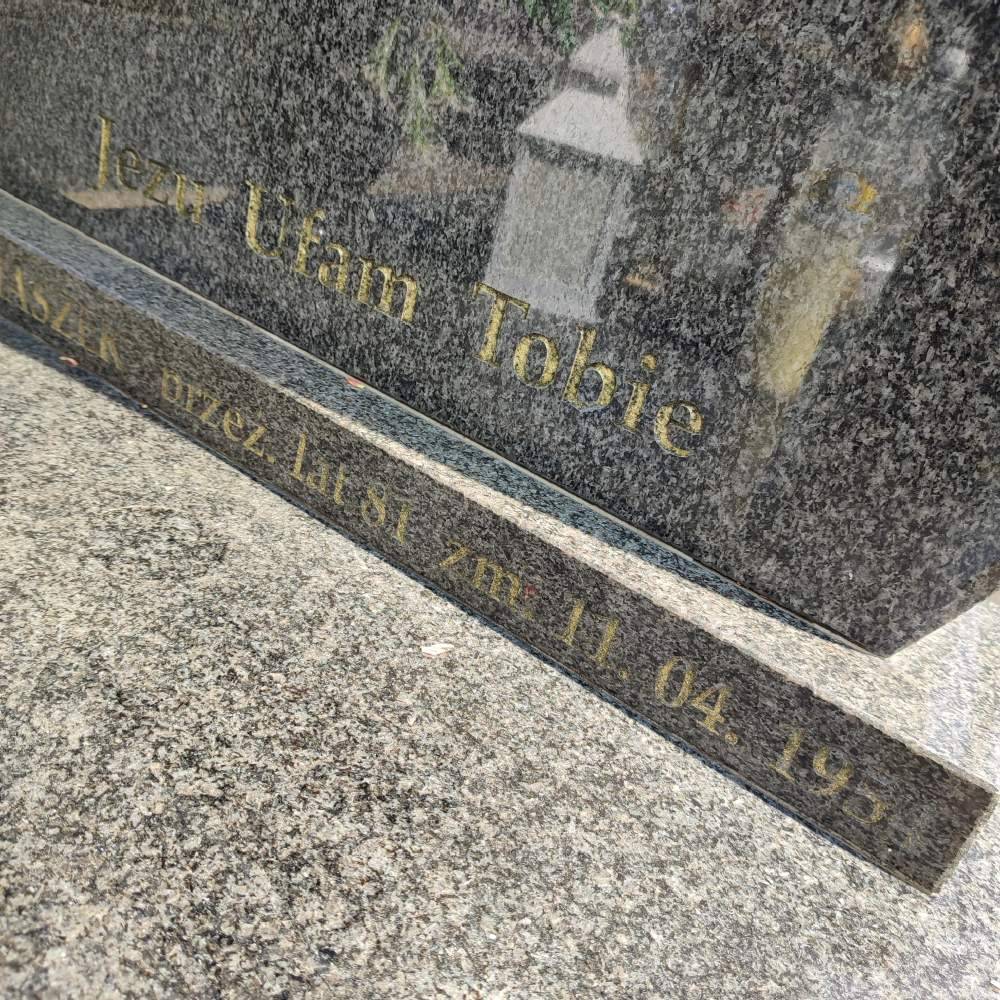 Jezu Ufam Tobie
przeż. lat 81 zm. 11. 04.